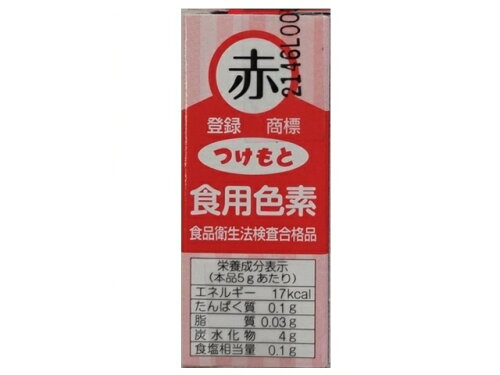 赤
2146L00
登録 商標
つけもと
食用色素
食品衛生法検査合格品
栄養成分表示
(本品5gあたり)
エネルギー 17kcal
たんぱく質 0.1g
脂質 0.03g
炭水化物 4g
食塩相当量 0.1g